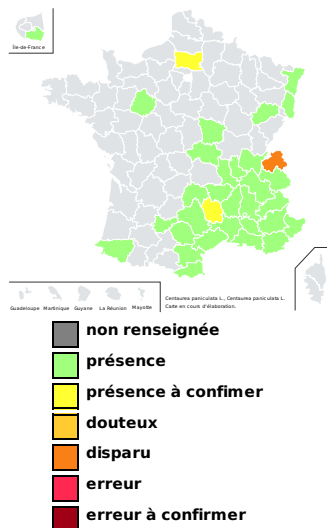 Île-de-France
Guadeloupe Martinique Guyane La Réunion Mayotte
Centaurea paniculata L., Centaurea paniculata L.
Carte en cours d'élaboration.
non renseignée
présence
présence à confimer
douteux
disparu
erreur
erreur à confirmer